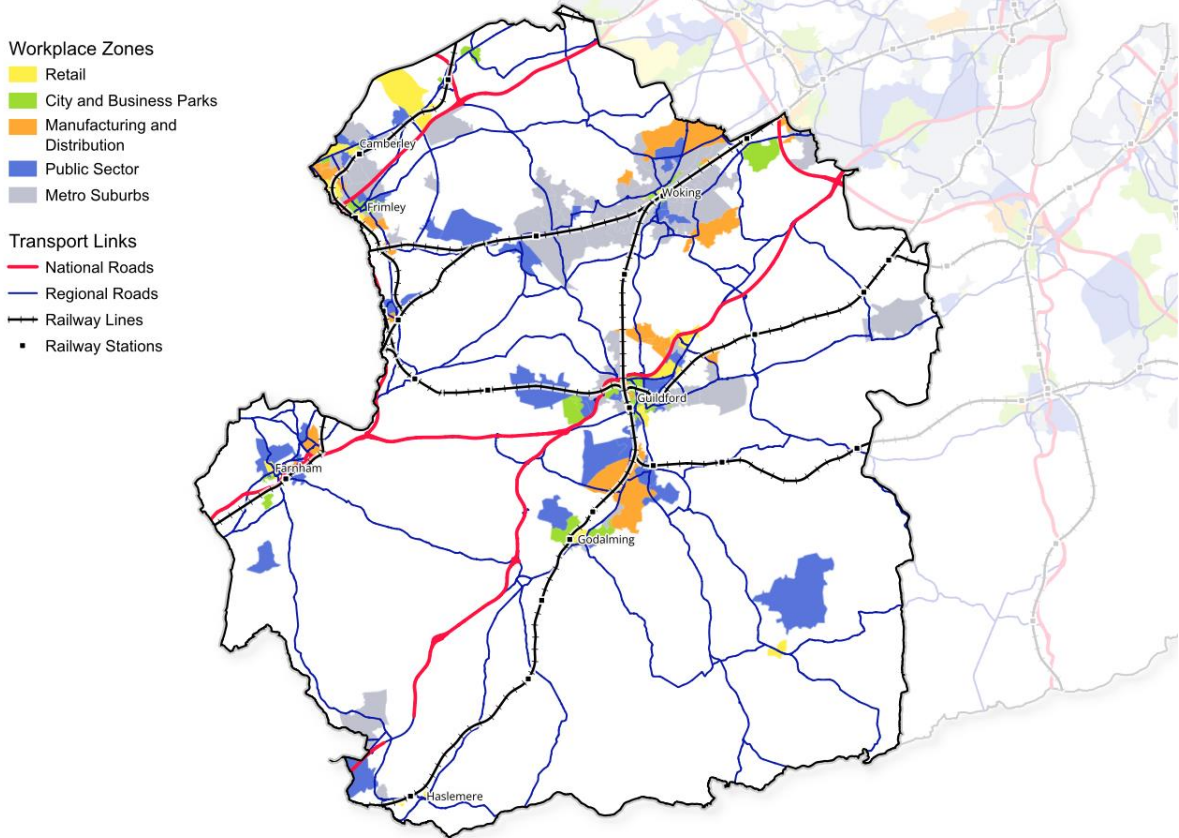 Workplace Zones
Retail
City and Business Parks
Manufacturing and
Distribution
Public Sector
Metro Suburbs
Transport Links
National Roads
Regional Roads
Railway Lines
Railway Stations
Camberley
Frimley
Woking
Guildford
Farnham
Godalming
Haslemere